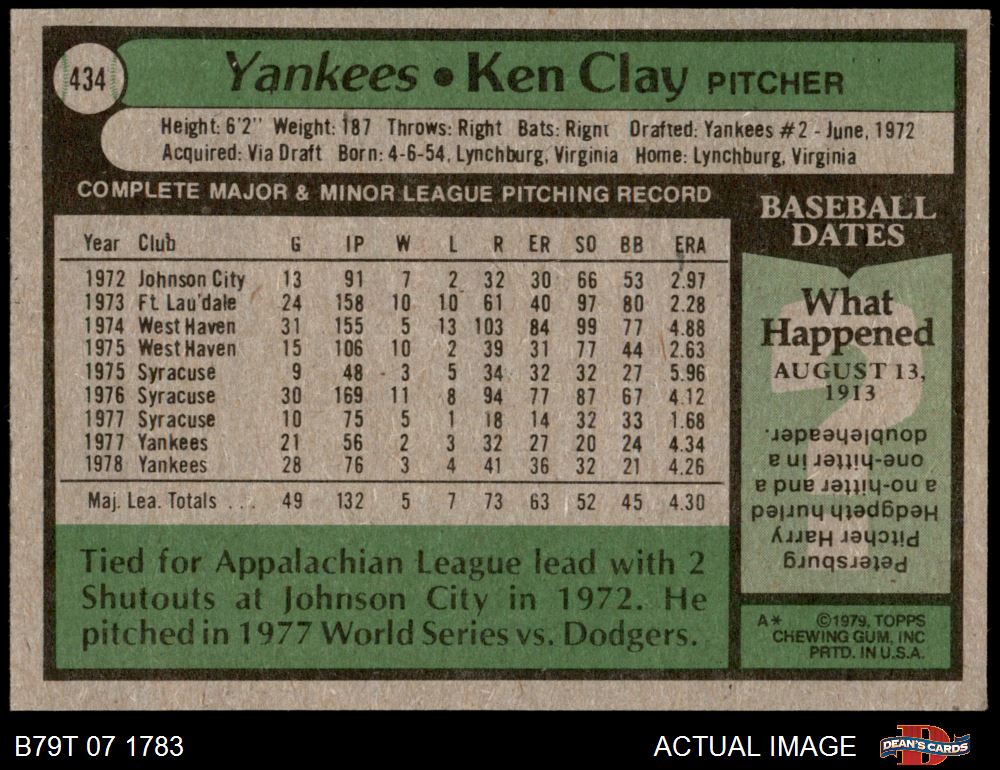 434
Yankees • Ken Clay PITCHER
Height: 6'2" Weight: 187 Throws: Right Bats: Right Drafted: Yankees #2 - June, 1972
Acquired: Via Draft Born: 4-6-54, Lynchburg, Virginia Home: Lynchburg, Virginia
COMPLETE MAJOR & MINOR LEAGUE PITCHING RECORD
Year Club G IP W L R ER SO BB ERA
1972 Johnson City 13 91 7 2 32 30 66 53 2.97
1973 Ft. Lau'dale 24 158 10 10 61 40 97 80 2.28
1974 West Haven 31 155 5 13 103 84 99 77 4.88
1975 West Haven 15 106 10 2 39 31 77 44 2.63
1975 Syracuse 9 48 3 5 34 32 32 27 5.96
1976 Syracuse 30 169 11 8 94 77 87 67 4.12
1977 Syracuse 10 75 5 1 18 14 32 33 1.68
1977 Yankees 21 56 2 3 32 27 20 24 4.34
1978 Yankees 28 76 3 4 41 36 32 21 4.26
Maj. Lea. Totals . . . 49 132 5 7 73 63 52 45 4.30
Tied for Appalachian League lead with 2
Shutouts at Johnson City in 1972. He
pitched in 1977 World Series vs. Dodgers.
BASEBALL
DATES
What
Happened
AUGUST 13,
1913
Petersburg
Pitcher Harry
Hedgpeth hurled
a no-hitter and a
one-hitter in a
doubleheader.
A* ©1979, TOPPS
CHEWING GUM, INC
PRTD. IN U.S.A.
B79T 07 1783
ACTUAL IMAGE
D
DEAN'S CARDS